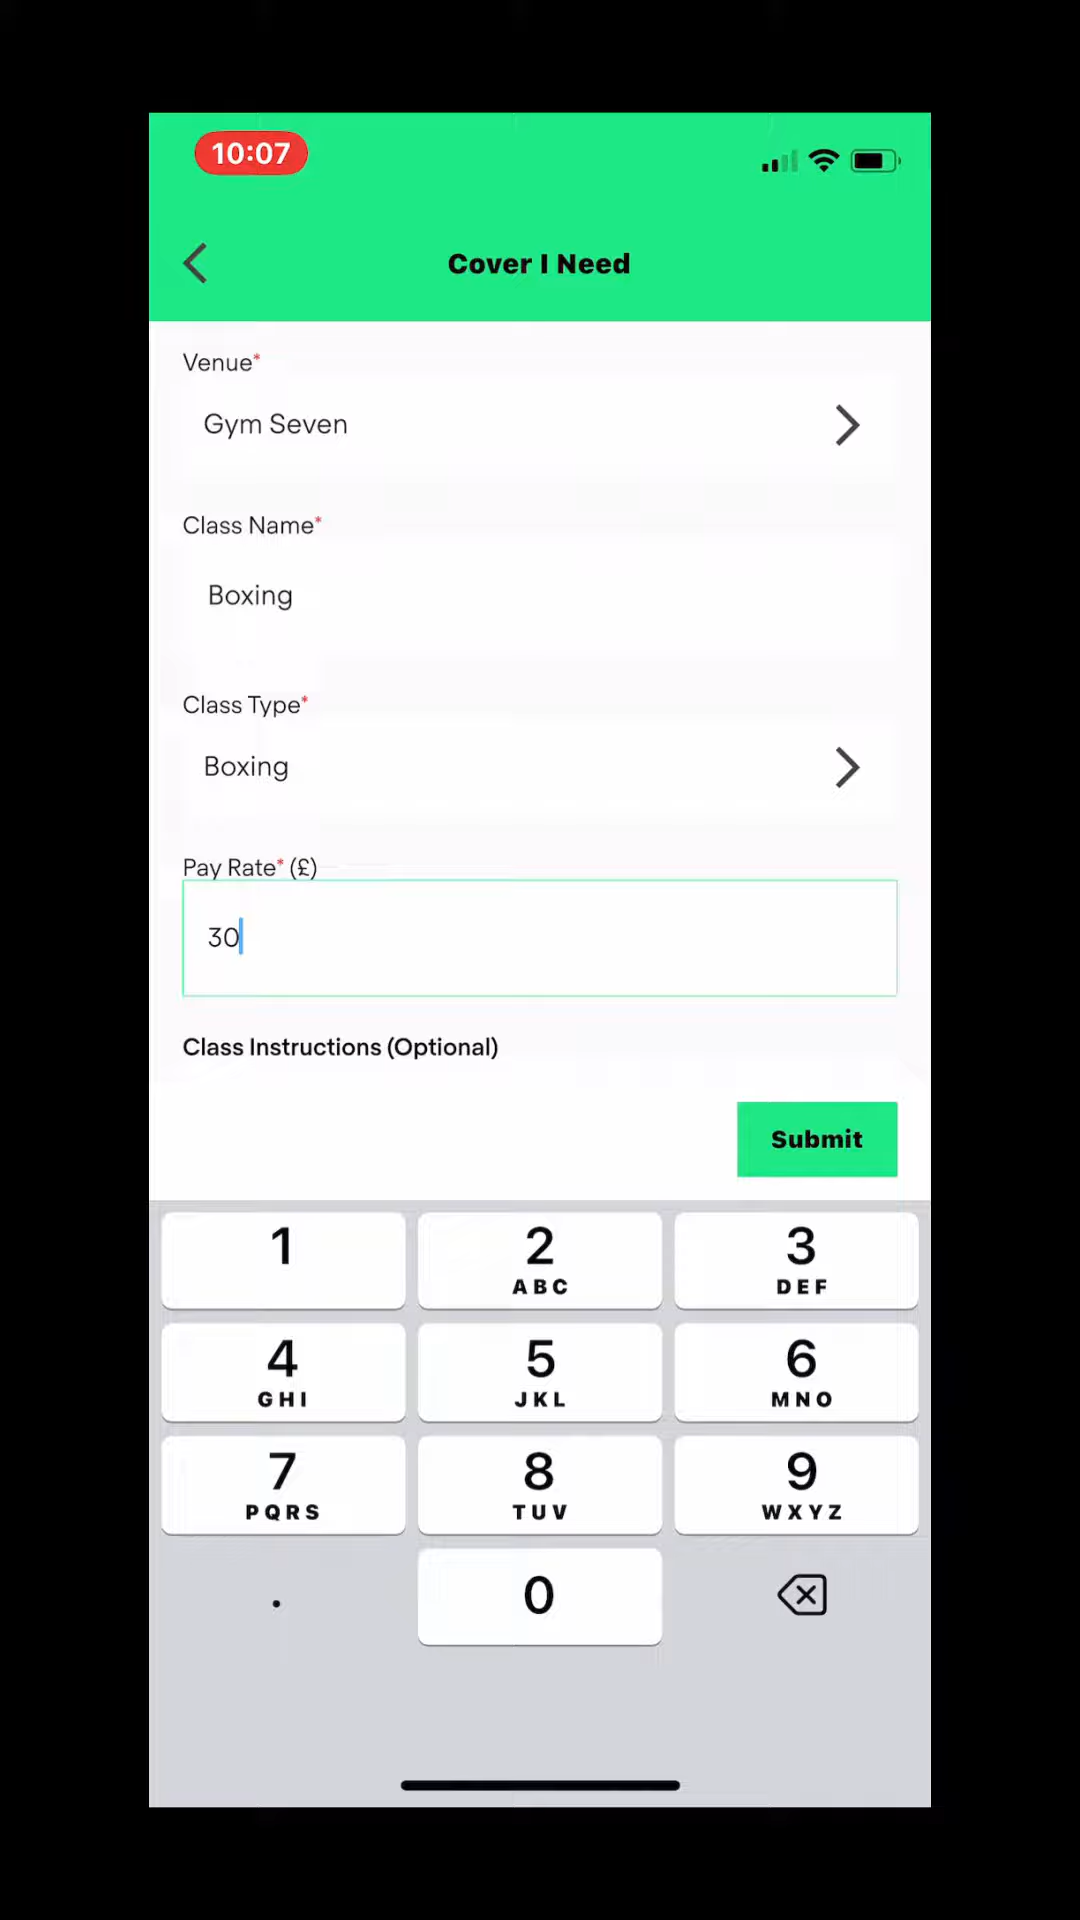 10:07
Cover I Need
Venue*
Gym Seven
Class Name*
Boxing
Class Type*
Boxing
Pay Rate* (£)
30
Class Instructions (Optional)
Submit
1 2 3
ABC DEF
4 5 6
GHI JKL MNO
7 8 9
PQRS TUV WXYZ
. 0